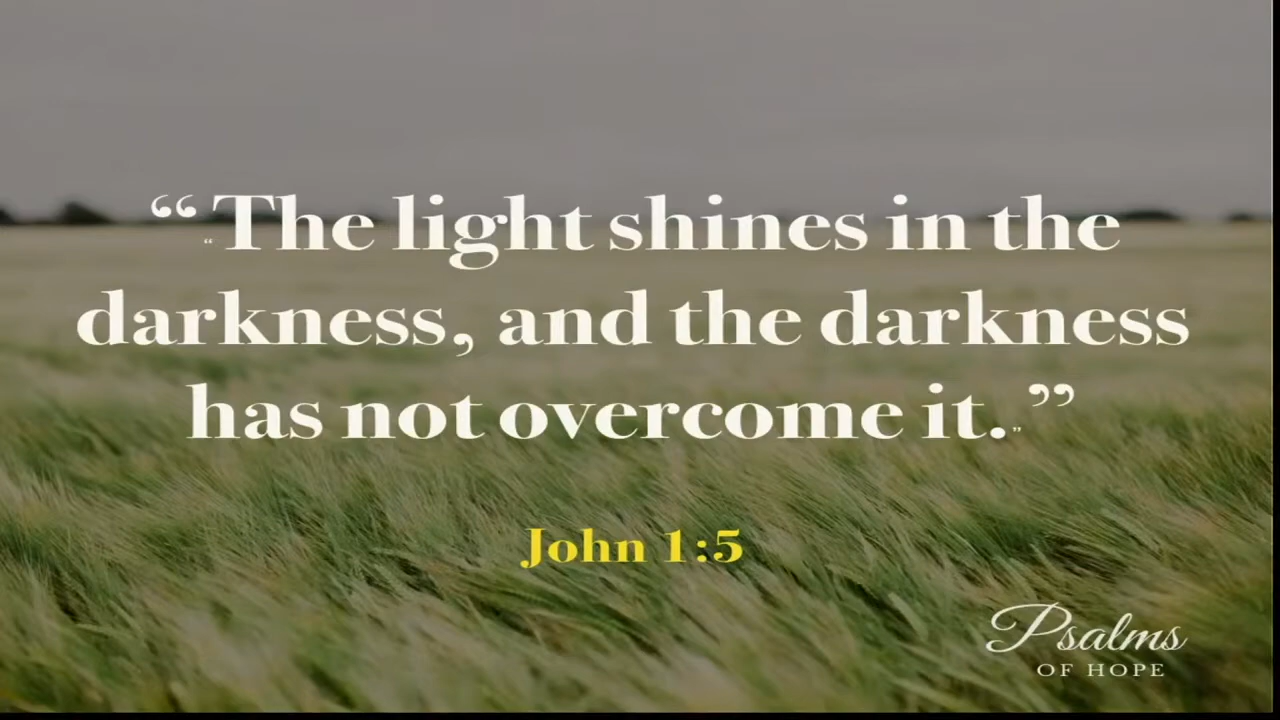 ““The light shines in the
darkness, and the darkness
has not overcome it.””
John 1:5
Psalms
OF HOPE